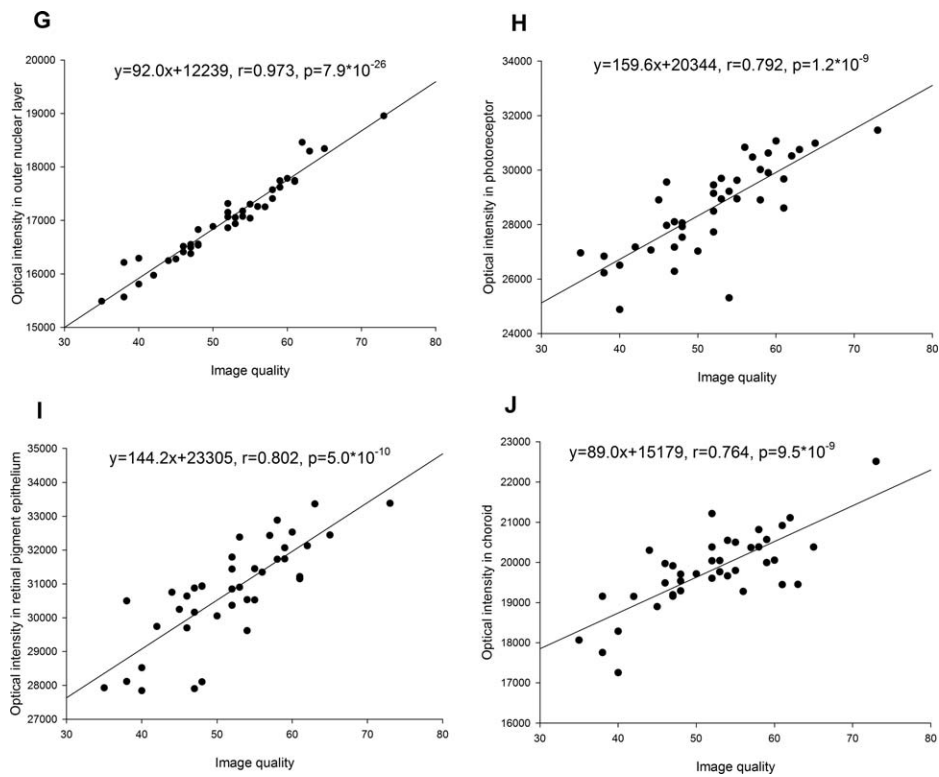 G
y=92.0x+12239, r=0.973, p=7.9*10-26
Optical intensity in outer nuclear layer
20000
19000
18000
17000
16000
15000
30 40 50 60 70 80
Image quality
H
y=159.6x+20344, r=0.792, p=1.2*10-9
Optical intensity in photoreceptor
34000
32000
30000
28000
26000
24000
30 40 50 60 70 80
Image quality
I
y=144.2x+23305, r=0.802, p=5.0*10-10
Optical intensity in retinal pigment epithelium
35000
34000
33000
32000
31000
30000
29000
28000
27000
30 40 50 60 70 80
Image quality
J
y=89.0x+15179, r=0.764, p=9.5*10-9
Optical intensity in choroid
23000
22000
21000
20000
19000
18000
17000
16000
30 40 50 60 70 80
Image quality